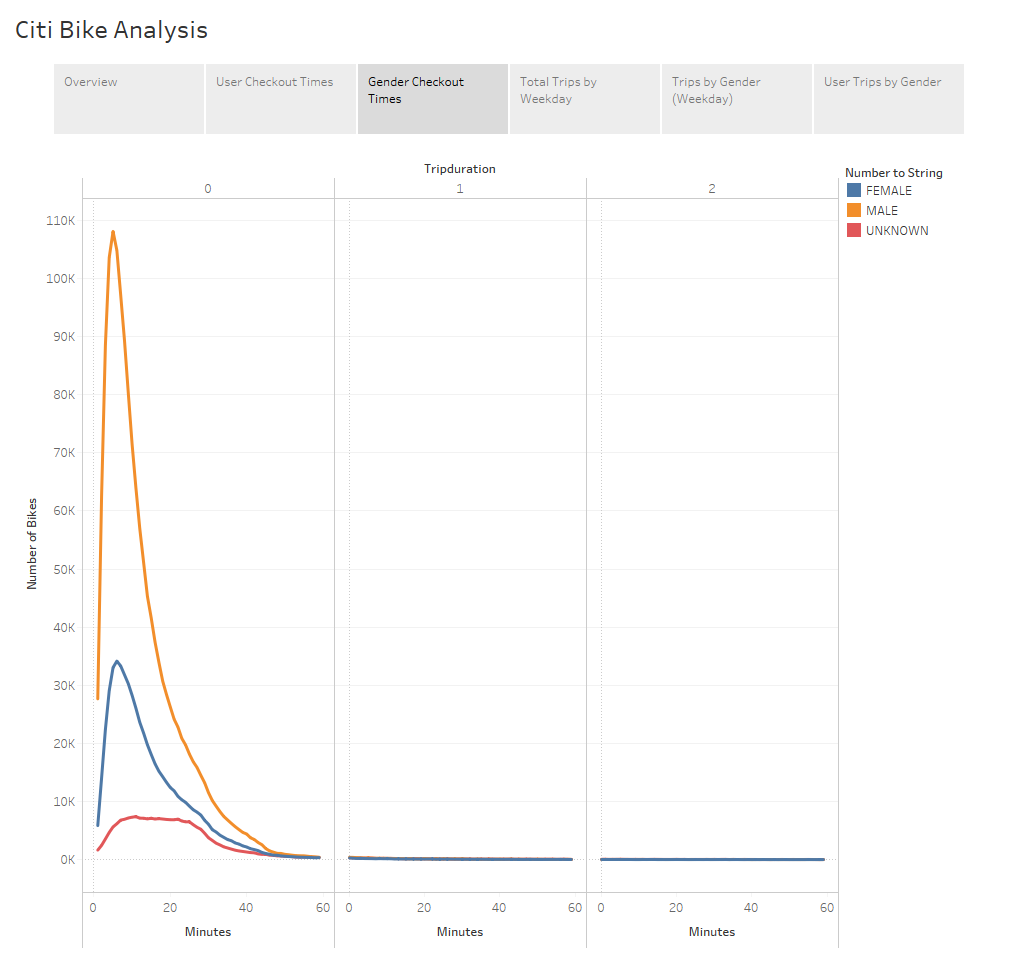 Citi Bike Analysis
Overview
User Checkout Times
Gender Checkout
Times
Total Trips by
Weekday
Trips by Gender
(Weekday)
User Trips by Gender
Tripduration
0
1
2
Number to String
FEMALE
MALE
UNKNOWN
110K
100K
90K
80K
70K
60K
50K
40K
30K
20K
10K
0K
Number of Bikes
0 20 40 60 0 20 40 60 0 20 40 60
Minutes Minutes Minutes